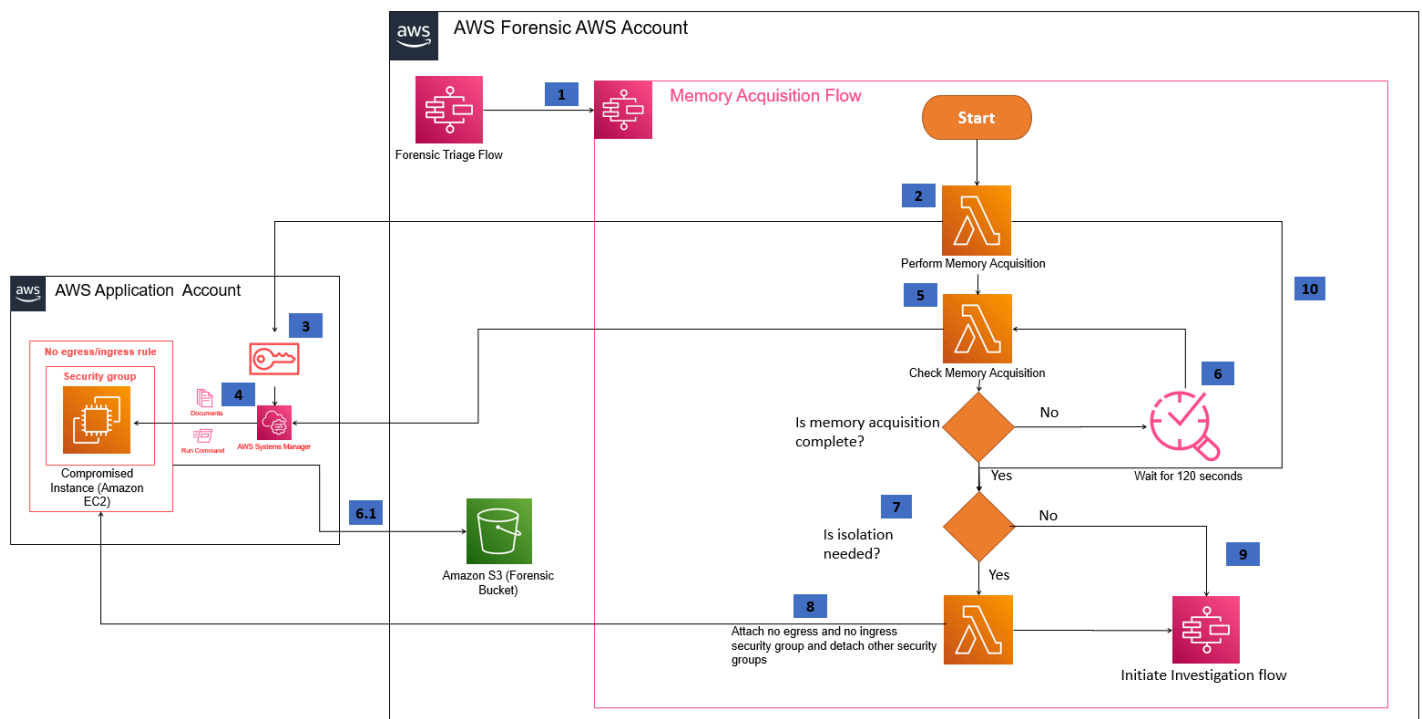 aws
AWS Forensic AWS Account
1
Memory Acquisition Flow
Start
Forensic Triage Flow
2
Perform Memory Acquisition
aws
AWS Application Account
10
5
3
No egress/ingress rule
Security group
Check Memory Acquisition
6
4
Documents
Run Command
AWS Systems Manager
Is memory acquisition
complete?
No
Wait for 120 seconds
Yes
Compromised
Instance (Amazon
EC2)
6.1
7
No
Is isolation
needed?
9
Amazon S3 (Forensic
Bucket)
Yes
8
Attach no egress and no ingress
security group and detach other security
groups
Initiate Investigation flow